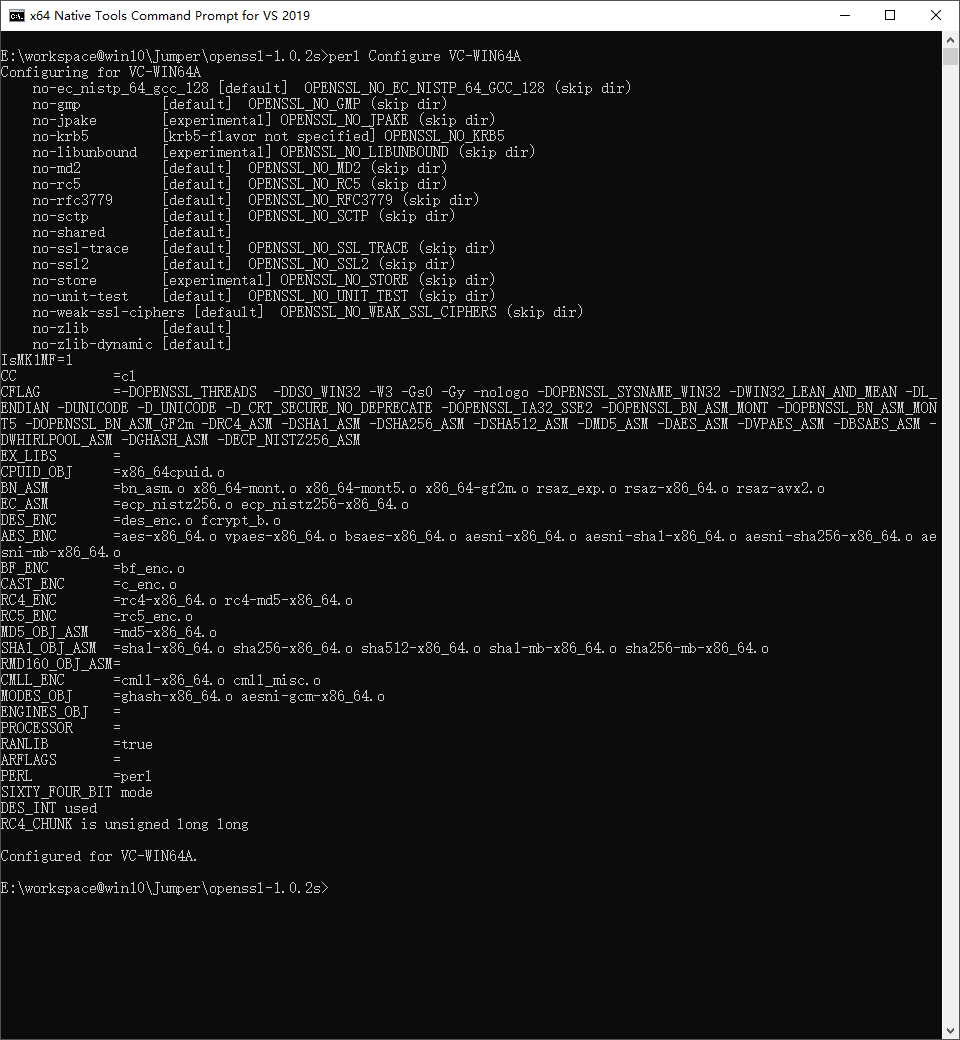 x64 Native Tools Command Prompt for VS 2019
E:\workspace@win10\Jumper\openssl-1.0.2s>perl Configure VC-WIN64A
Configuring for VC-WIN64A
    no-ec_nistp_64_gcc_128 [default]  OPENSSL_NO_EC_NISTP_64_GCC_128 (skip dir)
    no-gmp          [default]  OPENSSL_NO_GMP (skip dir)
    no-jpake        [experimental] OPENSSL_NO_JPAKE (skip dir)
    no-krb5         [krb5-flavor not specified] OPENSSL_NO_KRB5
    no-libunbound   [experimental] OPENSSL_NO_LIBUNBOUND (skip dir)
    no-md2          [default]  OPENSSL_NO_MD2 (skip dir)
    no-rc5          [default]  OPENSSL_NO_RC5 (skip dir)
    no-rfc3779      [default]  OPENSSL_NO_RFC3779 (skip dir)
    no-sctp         [default]  OPENSSL_NO_SCTP (skip dir)
    no-shared       [default]
    no-ssl-trace    [default]  OPENSSL_NO_SSL_TRACE (skip dir)
    no-ssl2         [default]  OPENSSL_NO_SSL2 (skip dir)
    no-store        [experimental] OPENSSL_NO_STORE (skip dir)
    no-unit-test    [default]  OPENSSL_NO_UNIT_TEST (skip dir)
    no-weak-ssl-ciphers [default]  OPENSSL_NO_WEAK_SSL_CIPHERS (skip dir)
    no-zlib         [default]
    no-zlib-dynamic [default]
IsMK1MF=1
CC            =cl
CFLAG         =-DOPENSSL_THREADS  -DDSO_WIN32 -W3 -Gs0 -Gy -nologo -DOPENSSL_SYSNAME_WIN32 -DWIN32_LEAN_AND_MEAN -DL_
ENDIAN -DUNICODE -D_UNICODE -D_CRT_SECURE_NO_DEPRECATE -DOPENSSL_IA32_SSE2 -DOPENSSL_BN_ASM_MONT -DOPENSSL_BN_ASM_MON
T5 -DOPENSSL_BN_ASM_GF2m -DRC4_ASM -DSHA1_ASM -DSHA256_ASM -DSHA512_ASM -DMD5_ASM -DAES_ASM -DVPAES_ASM -DBSAES_ASM -
DWHIRLPOOL_ASM -DGHASH_ASM -DECP_NISTZ256_ASM
EX_LIBS       =
CPUID_OBJ     =x86_64cpuid.o
BN_ASM        =bn_asm.o x86_64-mont.o x86_64-mont5.o x86_64-gf2m.o rsaz_exp.o rsaz-x86_64.o rsaz-avx2.o
EC_ASM        =ecp_nistz256.o ecp_nistz256-x86_64.o
DES_ENC       =des_enc.o fcrypt_b.o
AES_ENC       =aes-x86_64.o vpaes-x86_64.o bsaes-x86_64.o aesni-x86_64.o aesni-sha1-x86_64.o aesni-sha256-x86_64.o ae
sni-mb-x86_64.o
BF_ENC        =bf_enc.o
CAST_ENC      =c_enc.o
RC4_ENC       =rc4-x86_64.o rc4-md5-x86_64.o
RC5_ENC       =rc5_enc.o
MD5_OBJ_ASM   =md5-x86_64.o
SHA1_OBJ_ASM  =sha1-x86_64.o sha256-x86_64.o sha512-x86_64.o sha1-mb-x86_64.o sha256-mb-x86_64.o
RMD160_OBJ_ASM=
CMLL_ENC      =cmll-x86_64.o cmll_misc.o
MODES_OBJ     =ghash-x86_64.o aesni-gcm-x86_64.o
ENGINES_OBJ   =
PROCESSOR     =
RANLIB        =true
ARFLAGS       =
PERL          =perl
SIXTY_FOUR_BIT mode
DES_INT used
RC4_CHUNK is unsigned long long
Configured for VC-WIN64A.
E:\workspace@win10\Jumper\openssl-1.0.2s>